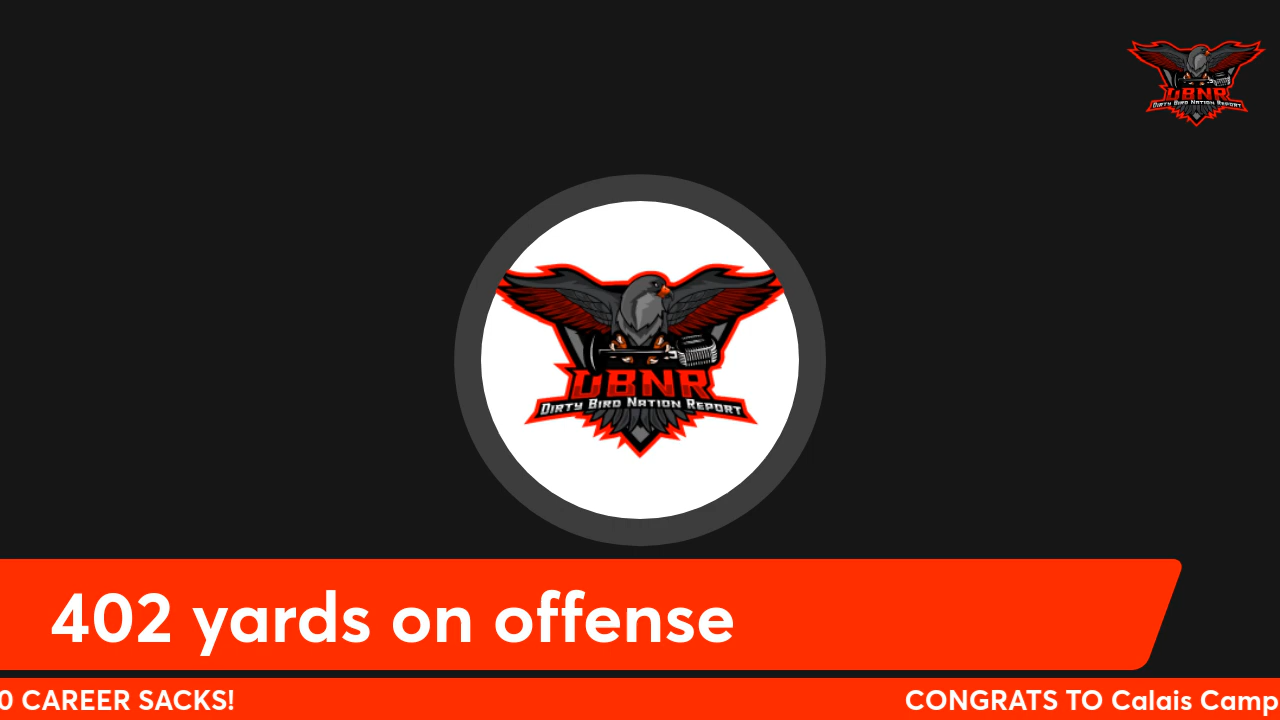 DBNR
DIRTY BIRD NATION REPORT
DBNR
DIRTY BIRD NATION REPORT
402 yards on offense
0 CAREER SACKS! CONGRATS TO Calais Camp